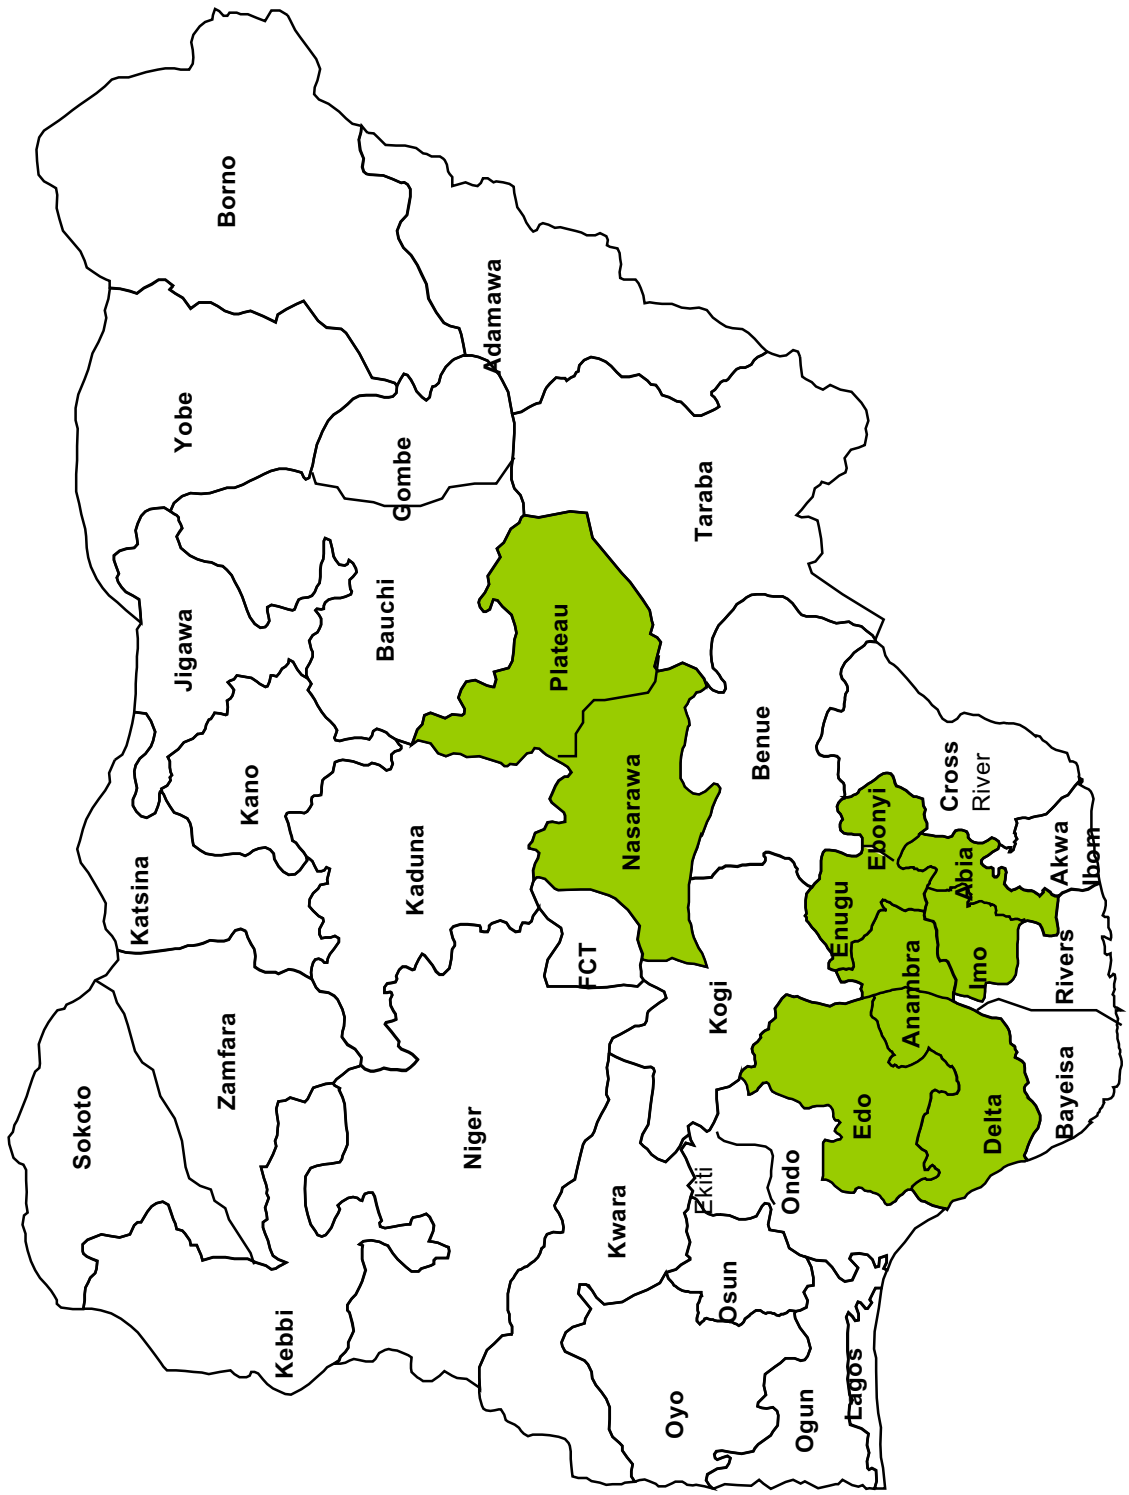 Sokoto
Katsina
Jigawa
Yobe
Borno
Zamfara
Kano
Kebbi
Bauchi
Gombe
Kaduna
Niger
Adamawa
Plateau
FCT
Nasarawa
Kwara
Taraba
Oyo
Ekiti
Kogi
Osun
Benue
Ondo
Ogun
Lagos
Edo
Enugu
Ebonyi
Anambra
Cross
River
Delta
Imo
Abia
Bayeisa
Rivers
Akwa
Ibom